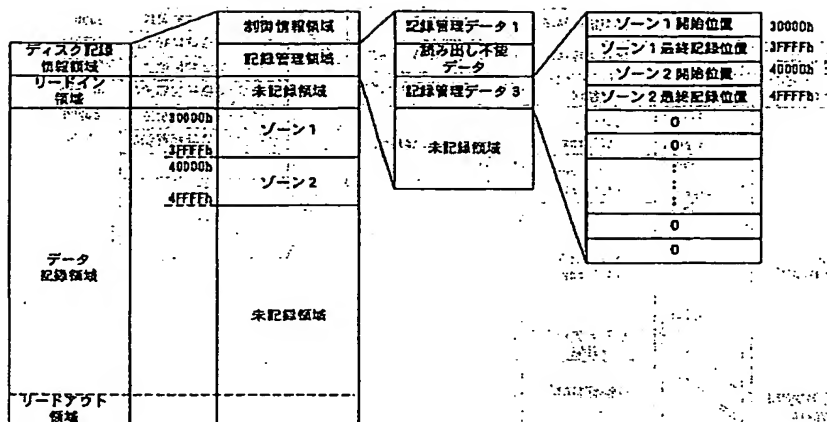 ディスク記録
情報領域
リードイン
領域
データ
記録領域
リードアウト
領域
制御情報領域
記録管理領域
未記録領域
30000h
ゾーン1
3FFFFh
40000h
ゾーン2
4FFFFh
未記録領域
記録管理データ1
読み出し不能
データ
記録管理データ3
未記録領域
ゾーン1開始位置 30000h
ゾーン1最終記録位置 3FFFFh
ゾーン2開始位置 40000h
ゾーン2最終記録位置 4FFFFh
0
0
0
0